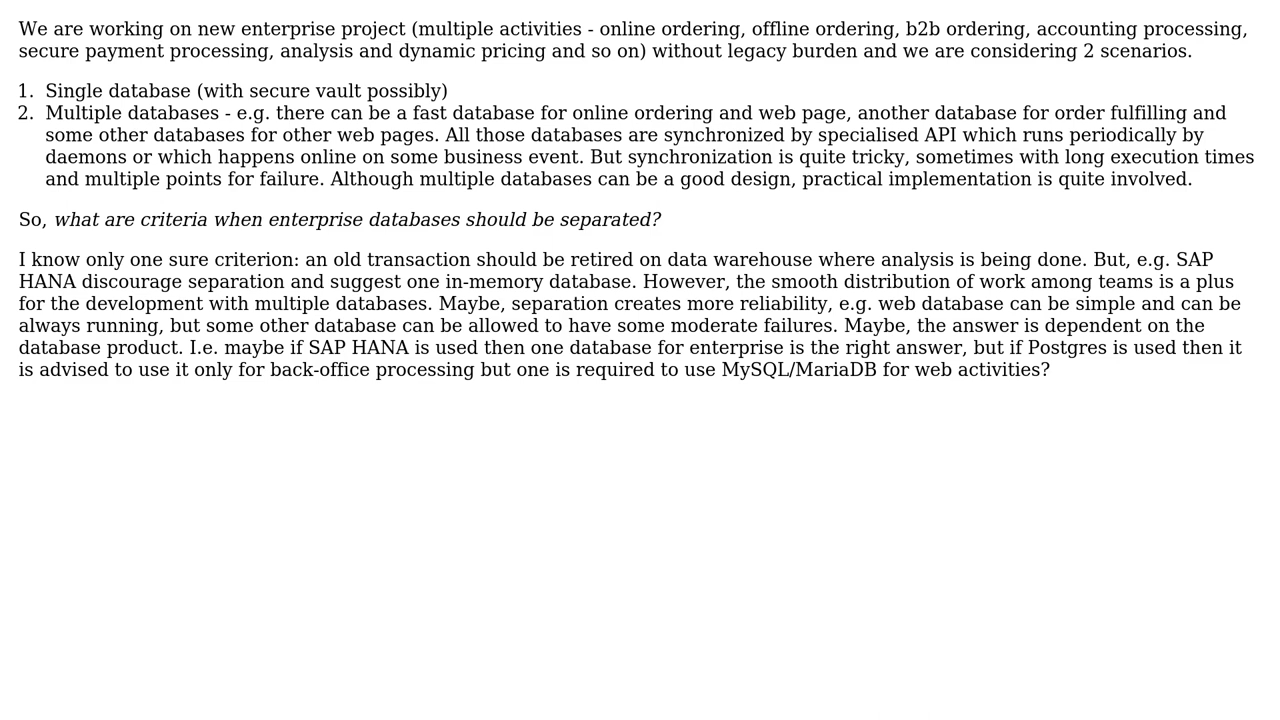 We are working on new enterprise project (multiple activities - online ordering, offline ordering, b2b ordering, accounting processing,
secure payment processing, analysis and dynamic pricing and so on) without legacy burden and we are considering 2 scenarios.
1. Single database (with secure vault possibly)
2. Multiple databases - e.g. there can be a fast database for online ordering and web page, another database for order fulfilling and
some other databases for other web pages. All those databases are synchronized by specialised API which runs periodically by
daemons or which happens online on some business event. But synchronization is quite tricky, sometimes with long execution times
and multiple points for failure. Although multiple databases can be a good design, practical implementation is quite involved.
So, what are criteria when enterprise databases should be separated?
I know only one sure criterion: an old transaction should be retired on data warehouse where analysis is being done. But, e.g. SAP
HANA discourage separation and suggest one in-memory database. However, the smooth distribution of work among teams is a plus
for the development with multiple databases. Maybe, separation creates more reliability, e.g. web database can be simple and can be
always running, but some other database can be allowed to have some moderate failures. Maybe, the answer is dependent on the
database product. I.e. maybe if SAP HANA is used then one database for enterprise is the right answer, but if Postgres is used then it
is advised to use it only for back-office processing but one is required to use MySQL/MariaDB for web activities?